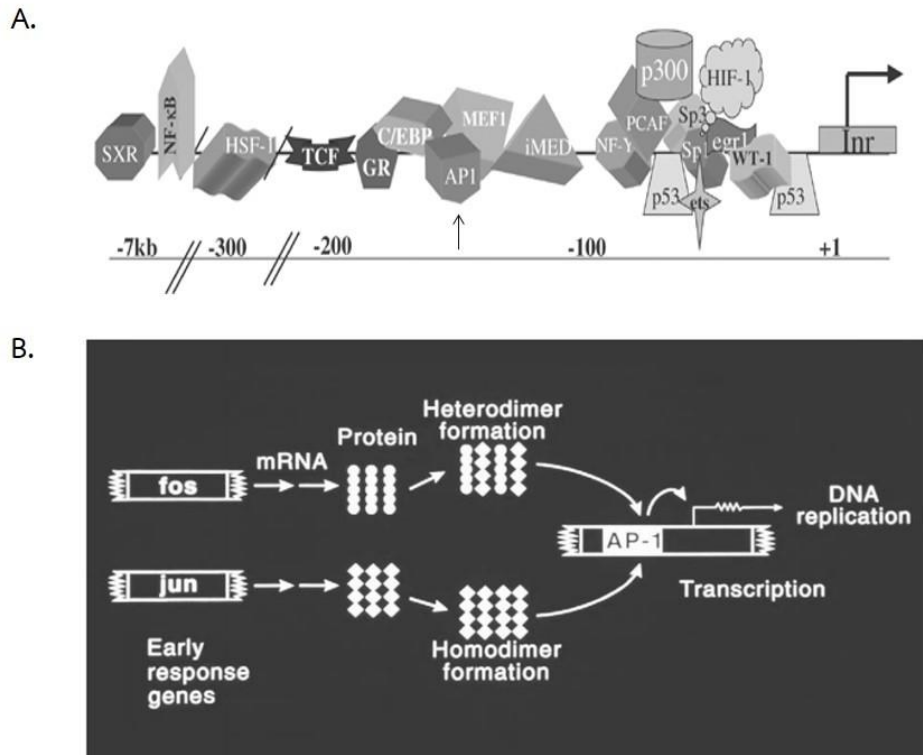 A.
SXR
NF-κB
HSF-1
TCF
GR
C/EBP
AP1
MEF1
iMED
NF-Y
PCAF
p300
HIF-1
Sp3
Sp1
egr1
WT-1
p53
ets
p53
Inr
-7kb -300 -200 -100 +1
B.
Heterodimer
formation
Protein
mRNA
fos
DNA
replication
AP-1
jun
Transcription
Homodimer
formation
Early
response
genes